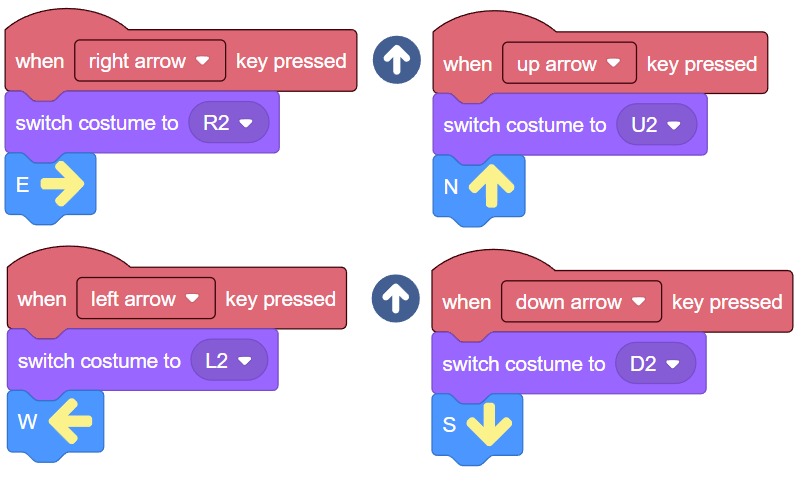 when right arrow key pressed
switch costume to R2
E
when up arrow key pressed
switch costume to U2
N
when left arrow key pressed
switch costume to L2
W
when down arrow key pressed
switch costume to D2
S